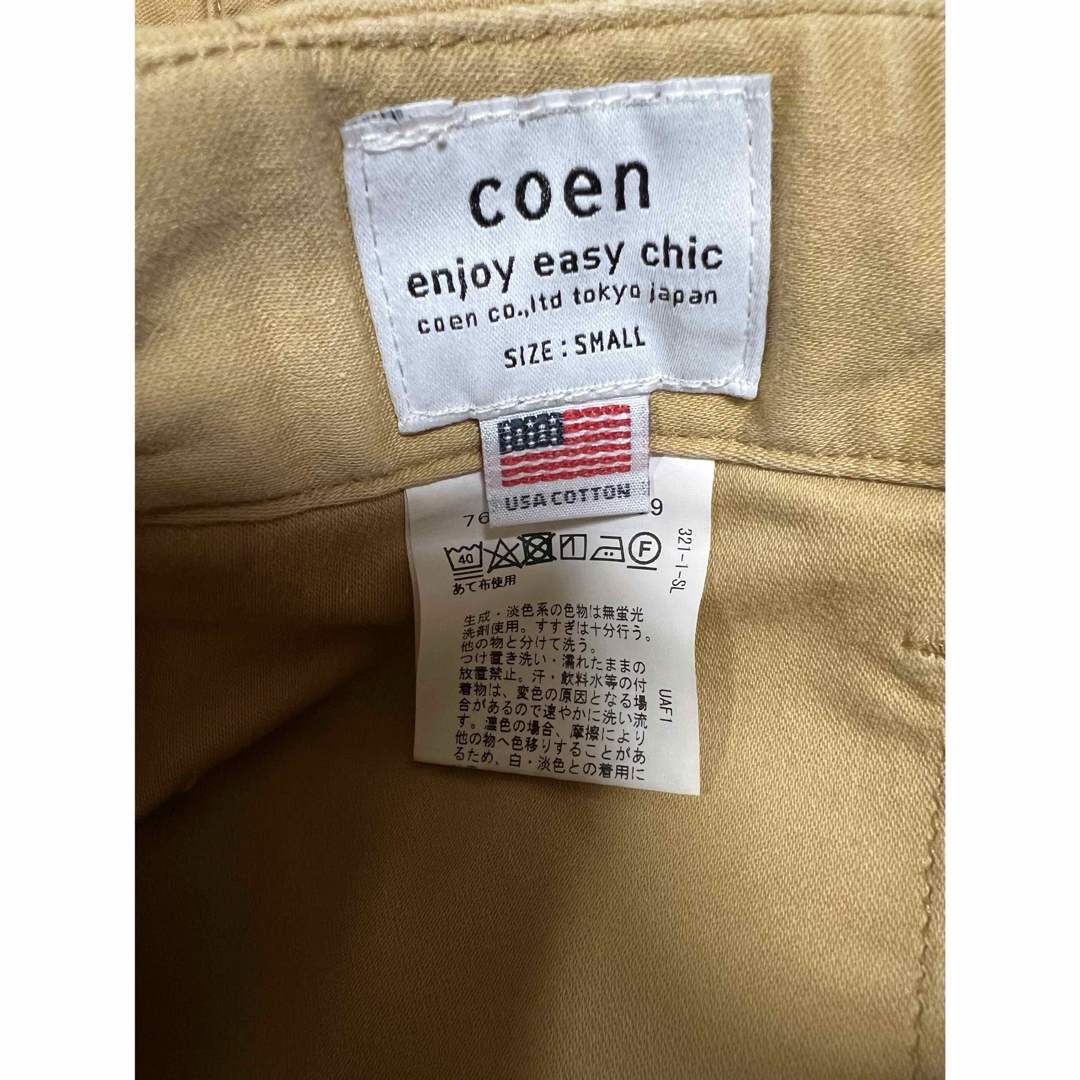 coen
enjoy easy chic
coen co.,ltd tokyo japan
SIZE : SMALL
USA COTTON
76 9
40
F
あて布使用
321-1-SL
生成・淡色系の色物は無蛍光
洗剤使用。すすぎは十分行う。
他の物と分けて洗う。
つけ置き洗い・濡れたままの
放置禁止。汗・飲料水等の付
着物は、変色の原因となる場
合があるので速やかに洗い流
す。濃色の場合、摩擦により
他の物へ色移りすることがあ
るため、白・淡色との着用に
UAF1